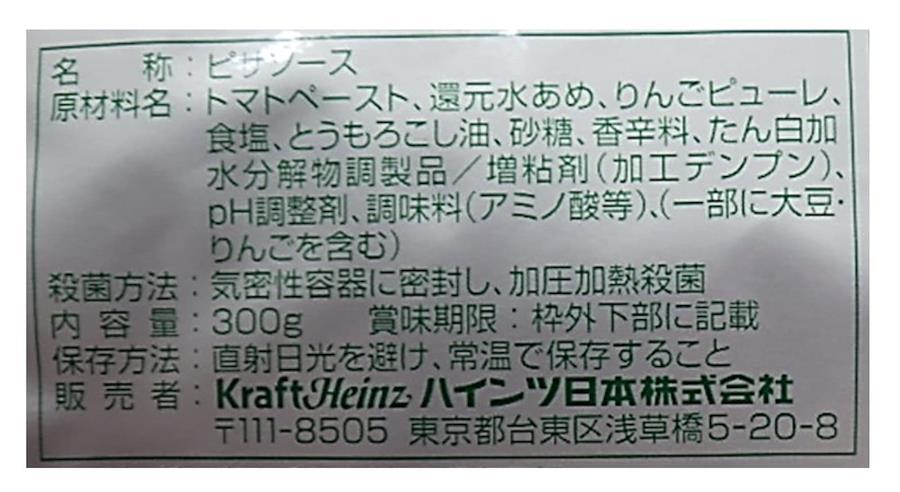 名称：ピザソース
原材料名：トマトペースト、還元水あめ、りんごピューレ、
食塩、とうもろこし油、砂糖、香辛料、たん白加
水分解物調製品／増粘剤（加工デンプン）、
pH調整剤、調味料（アミノ酸等）、（一部に大豆・
りんごを含む）
殺菌方法：気密性容器に密封し、加圧加熱殺菌
内容量：300g　賞味期限：枠外下部に記載
保存方法：直射日光を避け、常温で保存すること
販売者：KraftHeinz ハインツ日本株式会社
〒111-8505 東京都台東区浅草橋5-20-8